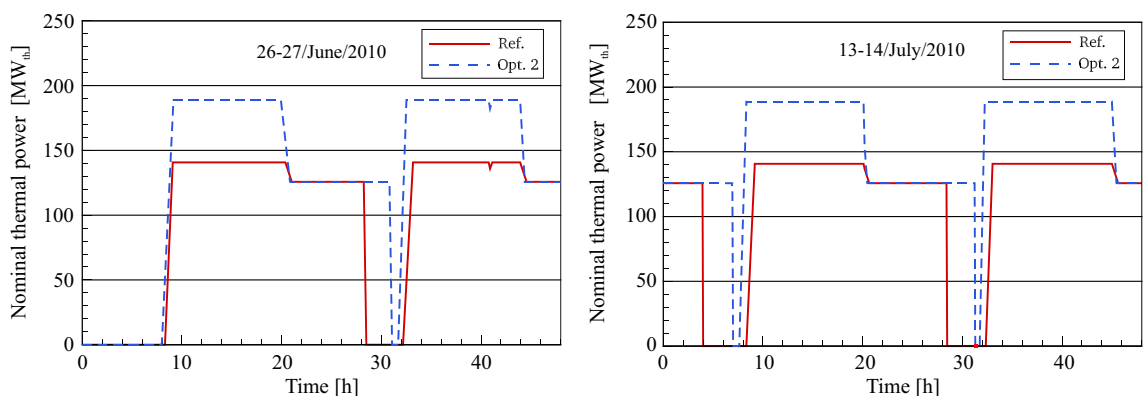 250
200
150
100
50
0
Nominal thermal power [MWth]
26-27/June/2010
Ref.
Opt. 2
0 10 20 30 40
Time [h]
250
200
150
100
50
0
Nominal thermal power [MWth]
13-14/July/2010
Ref.
Opt. 2
0 10 20 30 40
Time [h]